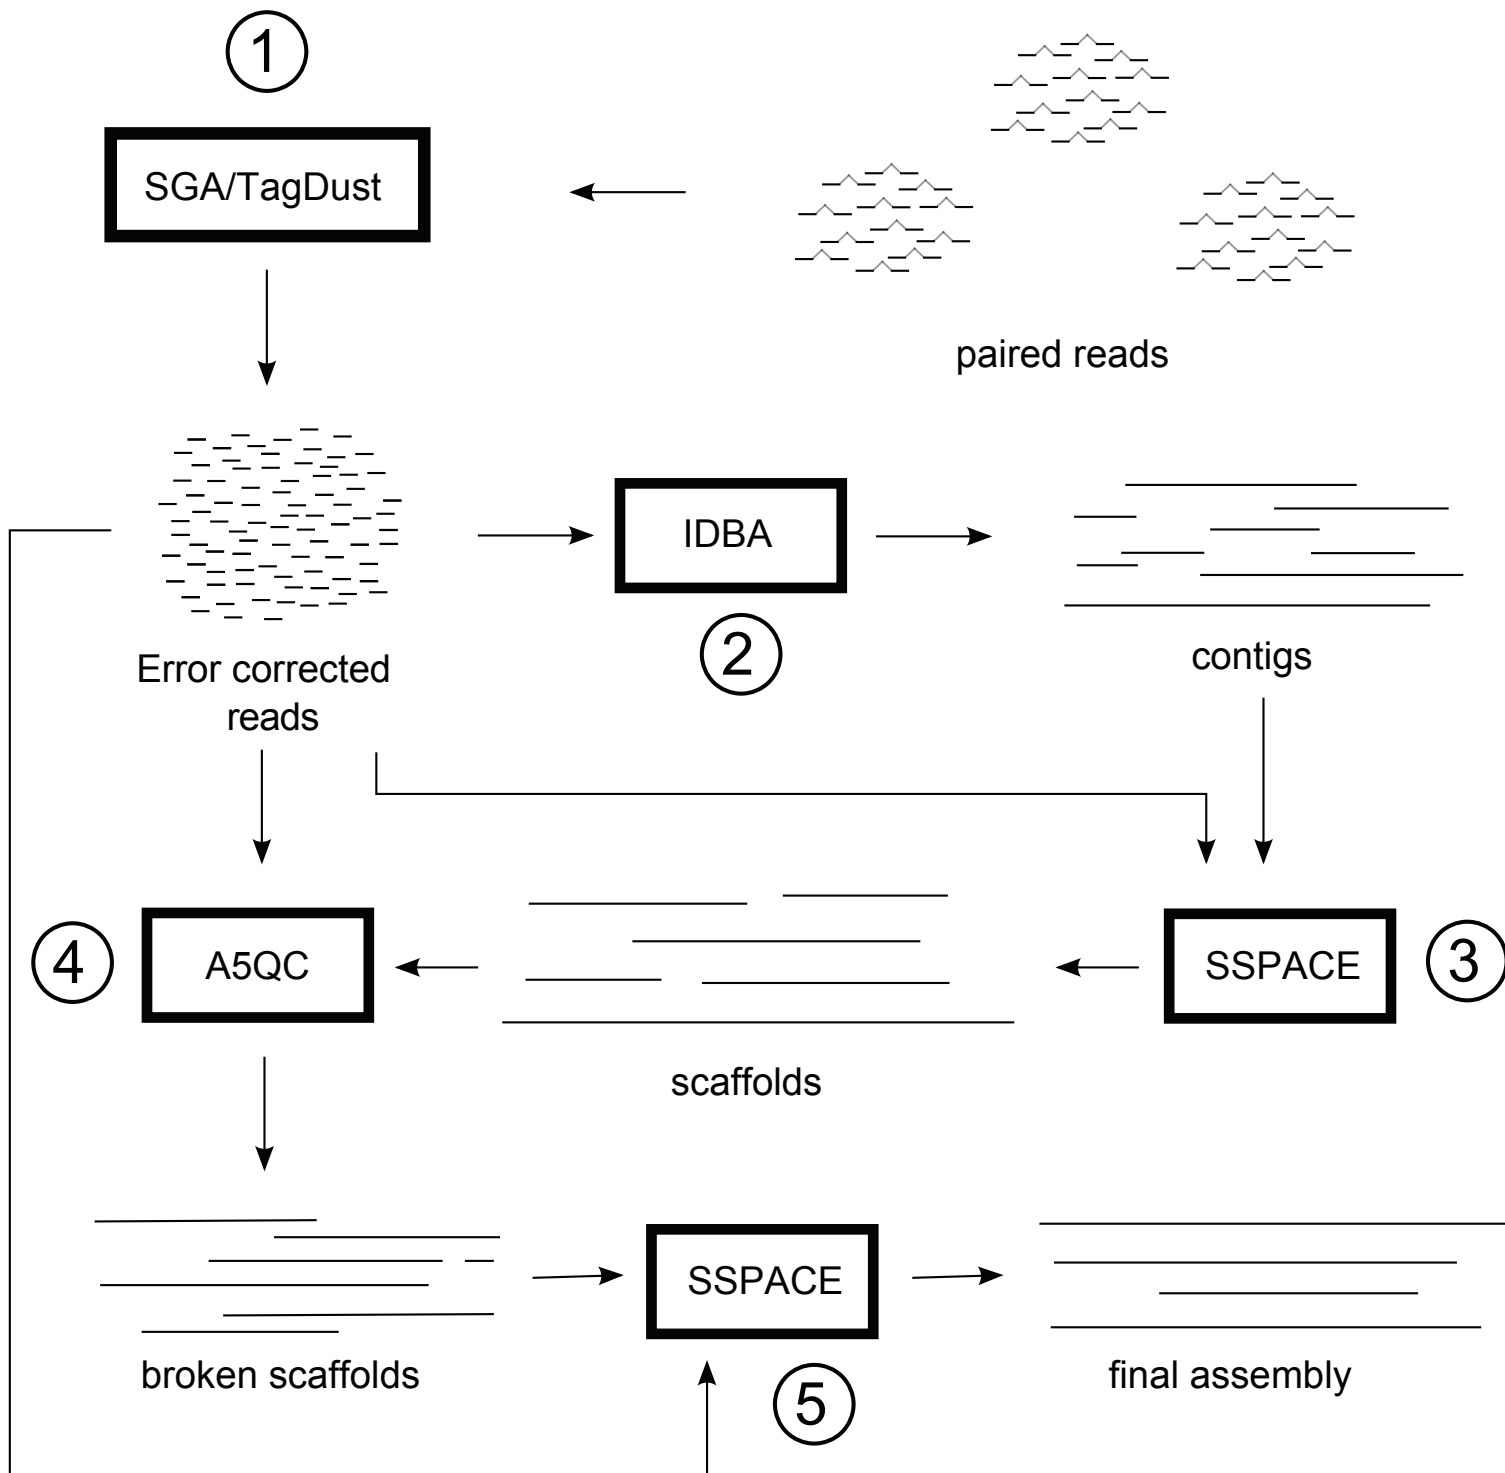 1
SGA/TagDust
paired reads
IDBA
2
Error corrected
reads
contigs
4
A5QC
SSPACE
3
scaffolds
SSPACE
broken scaffolds
5
final assembly